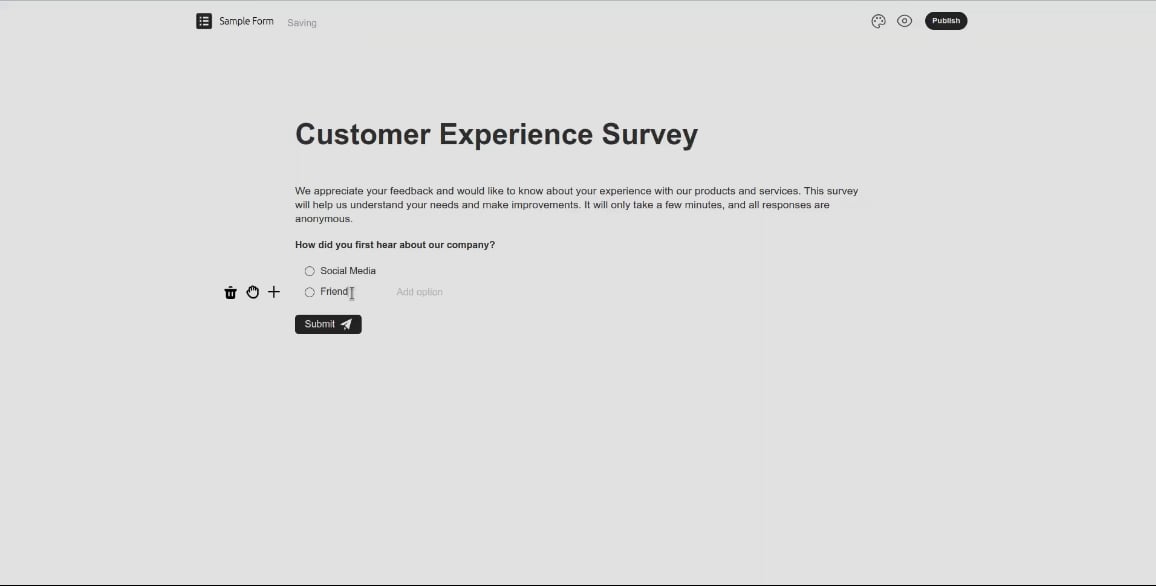 Sample Form Saving Publish
Customer Experience Survey
We appreciate your feedback and would like to know about your experience with our products and services. This survey
will help us understand your needs and make improvements. It will only take a few minutes, and all responses are
anonymous.
How did you first hear about our company?
Social Media
Friend Add option
Submit